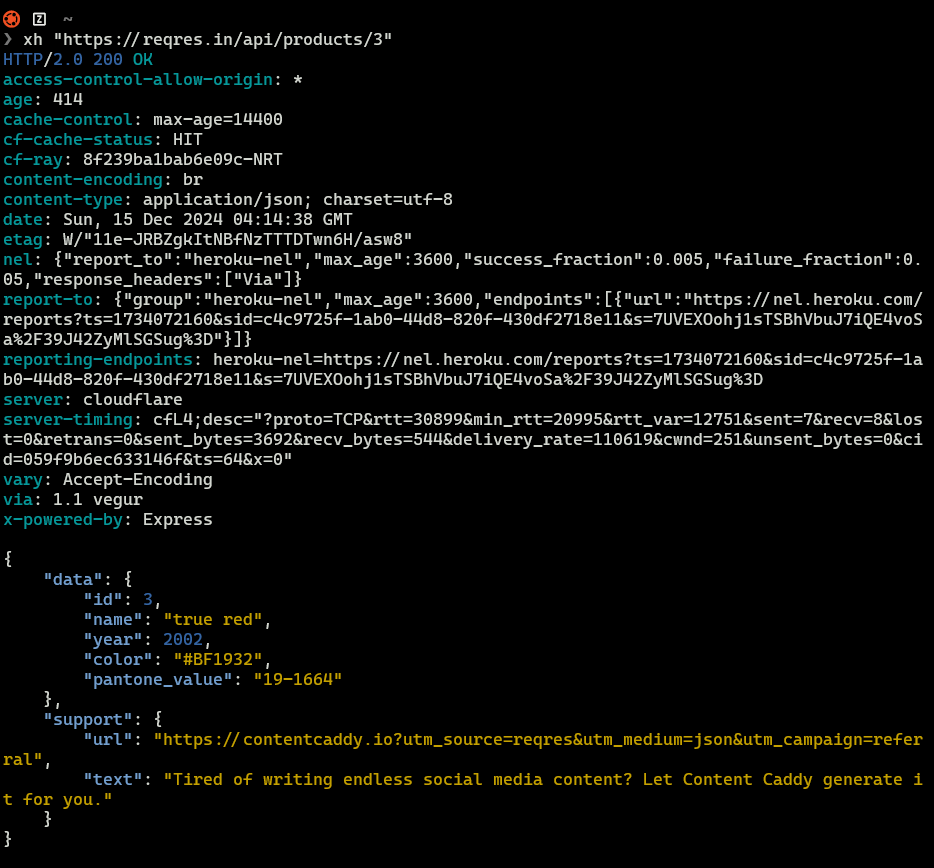 Z ~
❯ xh "https://reqres.in/api/products/3"
HTTP/2.0 200 OK
access-control-allow-origin: *
age: 414
cache-control: max-age=14400
cf-cache-status: HIT
cf-ray: 8f239ba1bab6e09c-NRT
content-encoding: br
content-type: application/json; charset=utf-8
date: Sun, 15 Dec 2024 04:14:38 GMT
etag: W/"11e-JRBZgkItNBfNzTTTDTwn6H/asw8"
nel: {"report_to":"heroku-nel","max_age":3600,"success_fraction":0.005,"failure_fraction":0.
05,"response_headers":["Via"]}
report-to: {"group":"heroku-nel","max_age":3600,"endpoints":[{"url":"https://nel.heroku.com/
reports?ts=1734072160&sid=c4c9725f-1ab0-44d8-820f-430df2718e11&s=7UVEXOohj1sTSBhVbuJ7iQE4voS
a%2F39J42ZyMlSGSug%3D"}]}
reporting-endpoints: heroku-nel=https://nel.heroku.com/reports?ts=1734072160&sid=c4c9725f-1a
b0-44d8-820f-430df2718e11&s=7UVEXOohj1sTSBhVbuJ7iQE4voSa%2F39J42ZyMlSGSug%3D
server: cloudflare
server-timing: cfL4;desc="?proto=TCP&rtt=30899&min_rtt=20995&rtt_var=12751&sent=7&recv=8&los
t=0&retrans=0&sent_bytes=3692&recv_bytes=544&delivery_rate=110619&cwnd=251&unsent_bytes=0&ci
d=059f9b6ec633146f&ts=64&x=0"
vary: Accept-Encoding
via: 1.1 vegur
x-powered-by: Express

{
    "data": {
        "id": 3,
        "name": "true red",
        "year": 2002,
        "color": "#BF1932",
        "pantone_value": "19-1664"
    },
    "support": {
        "url": "https://contentcaddy.io?utm_source=reqres&utm_medium=json&utm_campaign=refer
ral",
        "text": "Tired of writing endless social media content? Let Content Caddy generate i
t for you."
    }
}